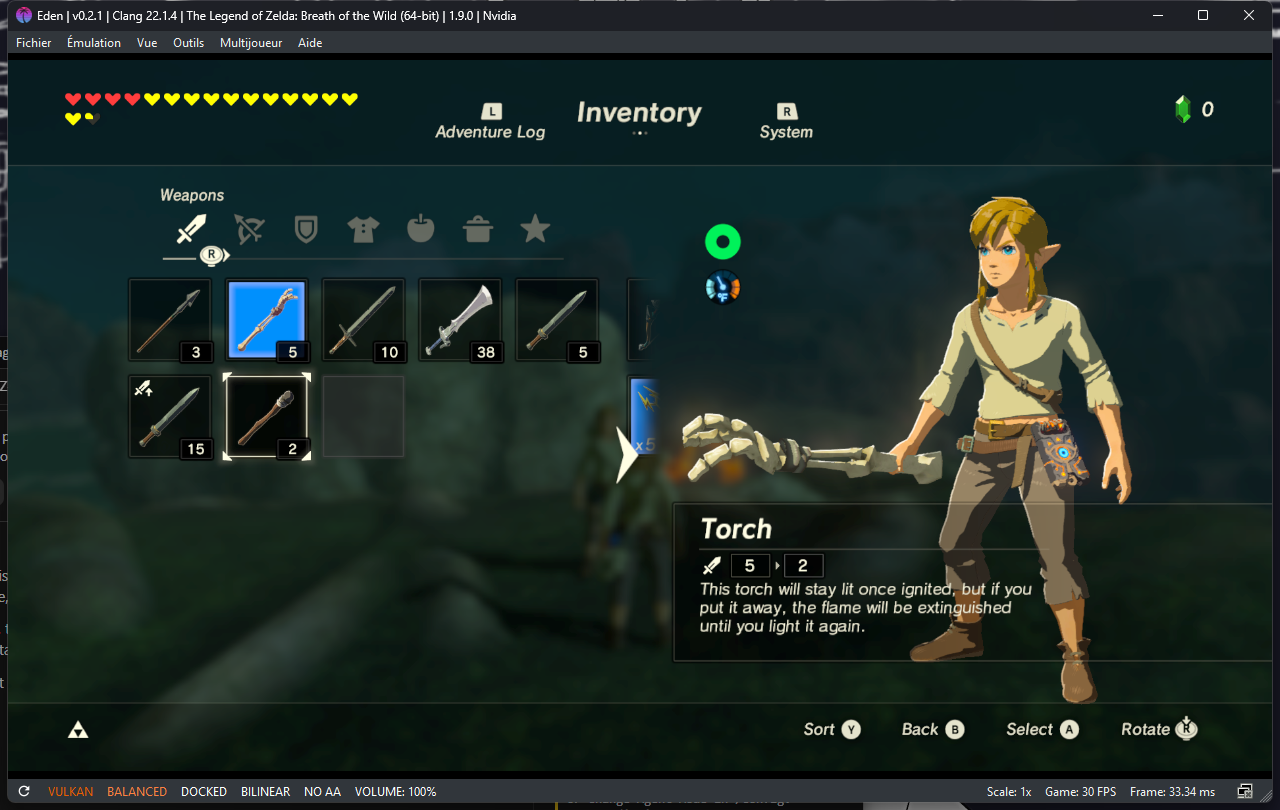 Eden | v0.2.1 | Clang 22.1.4 | The Legend of Zelda: Breath of the Wild (64-bit) | 1.9.0 | Nvidia
Fichier Émulation Vue Outils Multijoueur Aide
L Inventory R 0
Adventure Log System
Weapons
R
°F
3 5 10 38 5
15 2 x5
Torch
5 2
This torch will stay lit once ignited, but if you
put it away, the flame will be extinguished
until you light it again.
Sort Y Back B Select A Rotate R
VULKAN BALANCED DOCKED BILINEAR NO AA VOLUME: 100% Scale: 1x Game: 30 FPS Frame: 33.34 ms